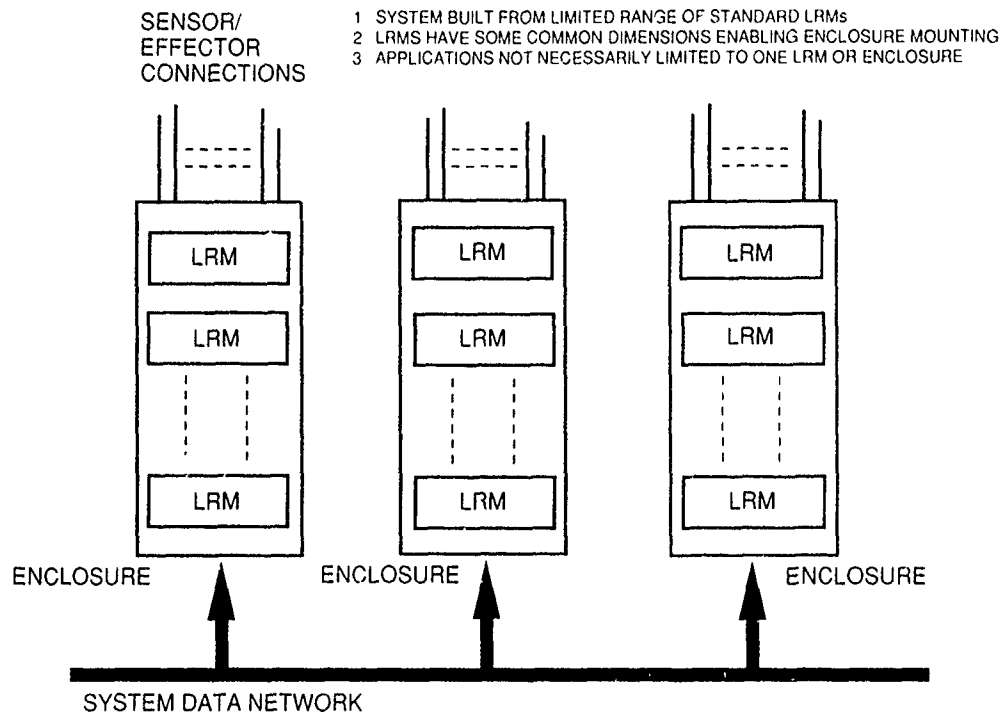 SENSOR/
EFFECTOR
CONNECTIONS
1 SYSTEM BUILT FROM LIMITED RANGE OF STANDARD LRMs
2 LRMS HAVE SOME COMMON DIMENSIONS ENABLING ENCLOSURE MOUNTING
3 APPLICATIONS NOT NECESSARILY LIMITED TO ONE LRM OR ENCLOSURE
LRM
LRM
LRM
LRM
LRM
LRM
LRM
LRM
LRM
ENCLOSURE
ENCLOSURE
ENCLOSURE
SYSTEM DATA NETWORK